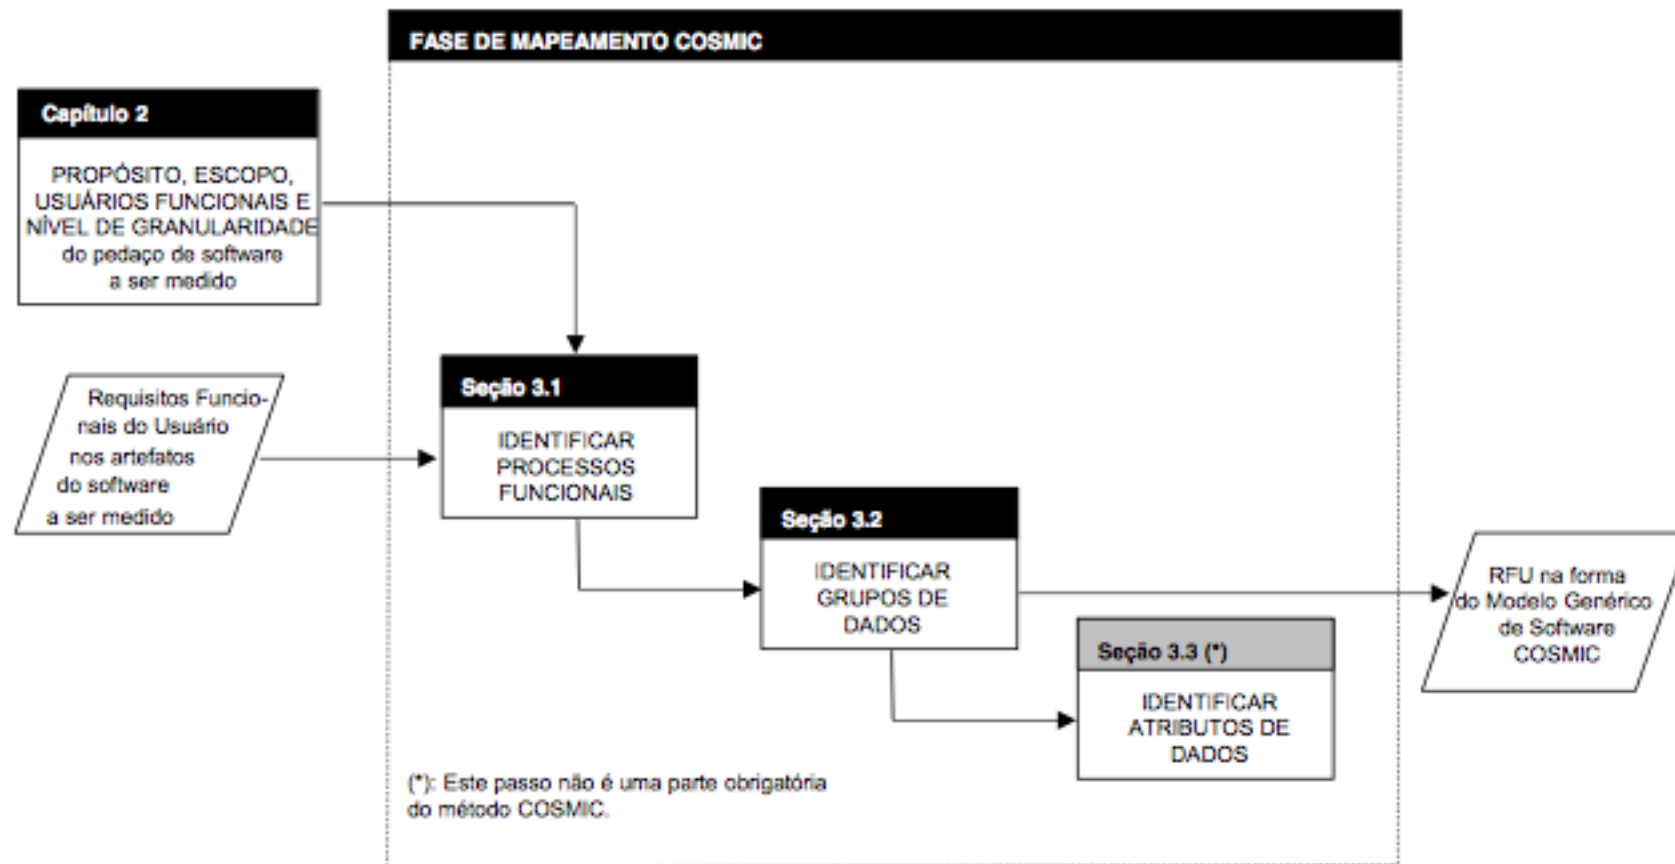 FASE DE MAPEAMENTO COSMIC
Capítulo 2
PROPÓSITO, ESCOPO,
USUÁRIOS FUNCIONAIS E
NÍVEL DE GRANULARIDADE
do pedaço de software
a ser medido
Requisitos Funcio-
nais do Usuário
nos artefatos
do software
a ser medido
Seção 3.1
IDENTIFICAR
PROCESSOS
FUNCIONAIS
Seção 3.2
IDENTIFICAR
GRUPOS DE
DADOS
Seção 3.3 (*)
IDENTIFICAR
ATRIBUTOS DE
DADOS
RFU na forma
do Modelo Genérico
de Software
COSMIC
(*): Este passo não é uma parte obrigatória
do método COSMIC.